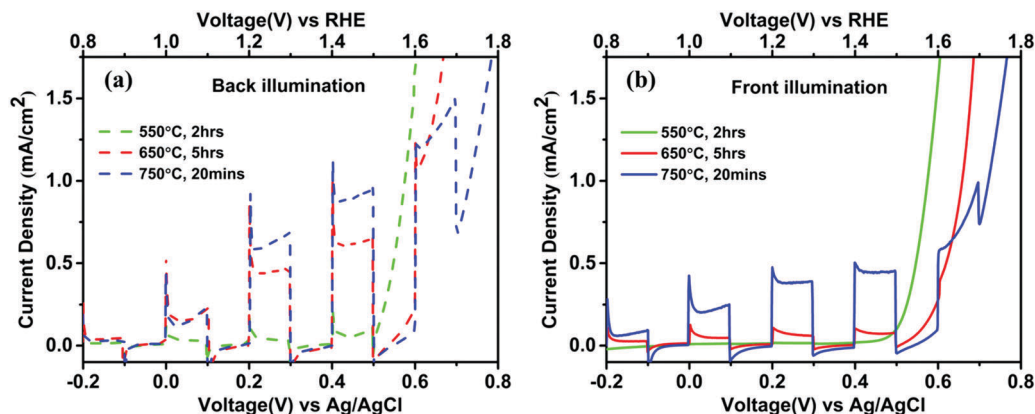 Voltage(V) vs RHE
0.8 1.0 1.2 1.4 1.6 1.8
(a)
Back illumination
550°C, 2hrs
650°C, 5hrs
750°C, 20mins
Current Density (mA/cm2)
1.5
1.0
0.5
0.0
-0.2 0.0 0.2 0.4 0.6 0.8
Voltage(V) vs Ag/AgCl
Voltage(V) vs RHE
0.8 1.0 1.2 1.4 1.6 1.8
(b)
Front illumination
550°C, 2hrs
650°C, 5hrs
750°C, 20mins
Current Density (mA/cm2)
1.5
1.0
0.5
0.0
-0.2 0.0 0.2 0.4 0.6 0.8
Voltage(V) vs Ag/AgCl